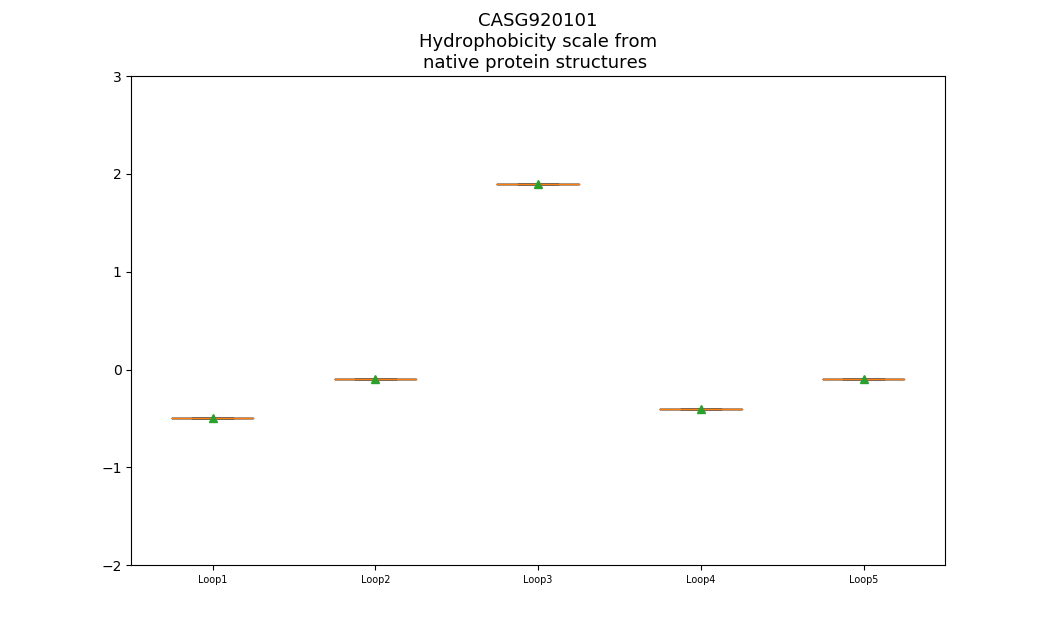 CASG920101
Hydrophobicity scale from
native protein structures
3
2
1
0
−1
−2
Loop1
Loop2
Loop3
Loop4
Loop5